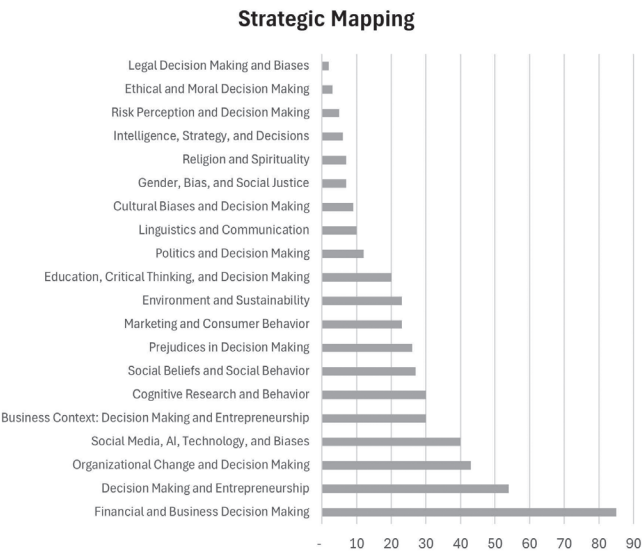 Strategic Mapping
Legal Decision Making and Biases
Ethical and Moral Decision Making
Risk Perception and Decision Making
Intelligence, Strategy, and Decisions
Religion and Spirituality
Gender, Bias, and Social Justice
Cultural Biases and Decision Making
Linguistics and Communication
Politics and Decision Making
Education, Critical Thinking, and Decision Making
Environment and Sustainability
Marketing and Consumer Behavior
Prejudices in Decision Making
Social Beliefs and Social Behavior
Cognitive Research and Behavior
Business Context: Decision Making and Entrepreneurship
Social Media, AI, Technology, and Biases
Organizational Change and Decision Making
Decision Making and Entrepreneurship
Financial and Business Decision Making
- 10 20 30 40 50 60 70 80 90